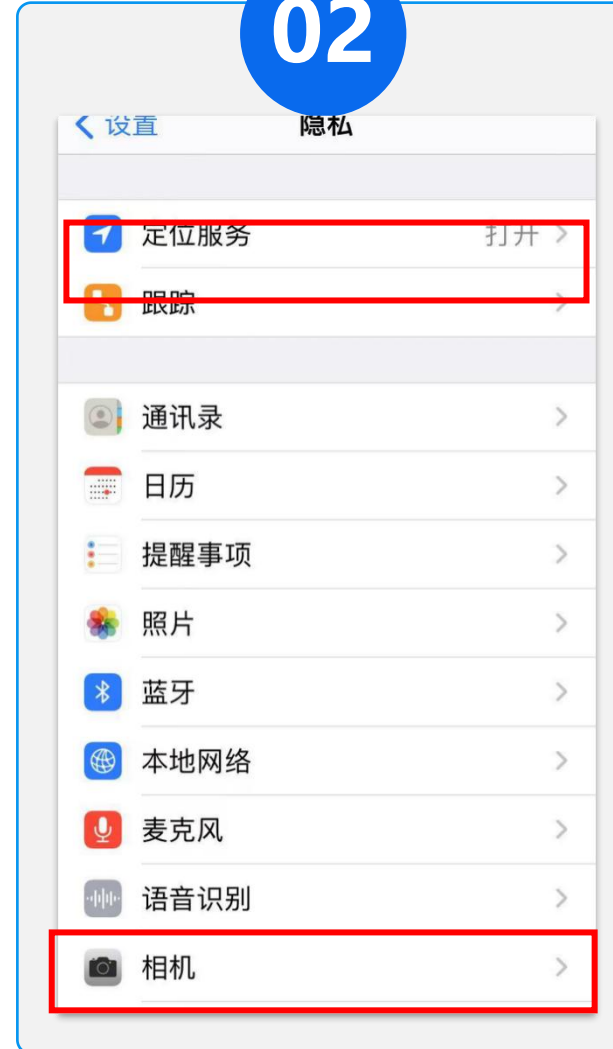 02
设置 隐私
定位服务 打开
跟踪
通讯录
日历
提醒事项
照片
蓝牙
本地网络
麦克风
语音识别
相机